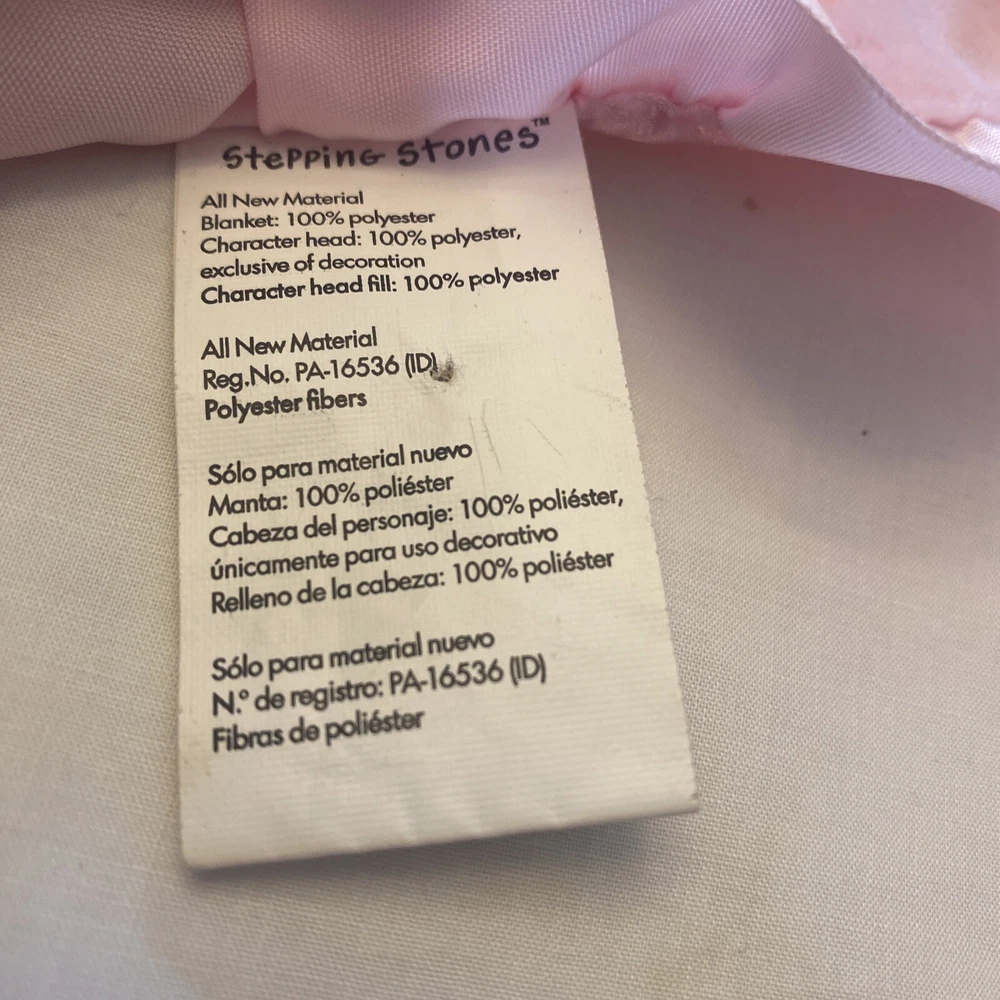 Stepping Stones™
All New Material
Blanket: 100% polyester
Character head: 100% polyester,
exclusive of decoration
Character head fill: 100% polyester
All New Material
Reg.No. PA-16536 (ID)
Polyester fibers
Sólo para material nuevo
Manta: 100% poliéster
Cabeza del personaje: 100% poliéster,
únicamente para uso decorativo
Relleno de la cabeza: 100% poliéster
Sólo para material nuevo
N.º de registro: PA-16536 (ID)
Fibras de poliéster